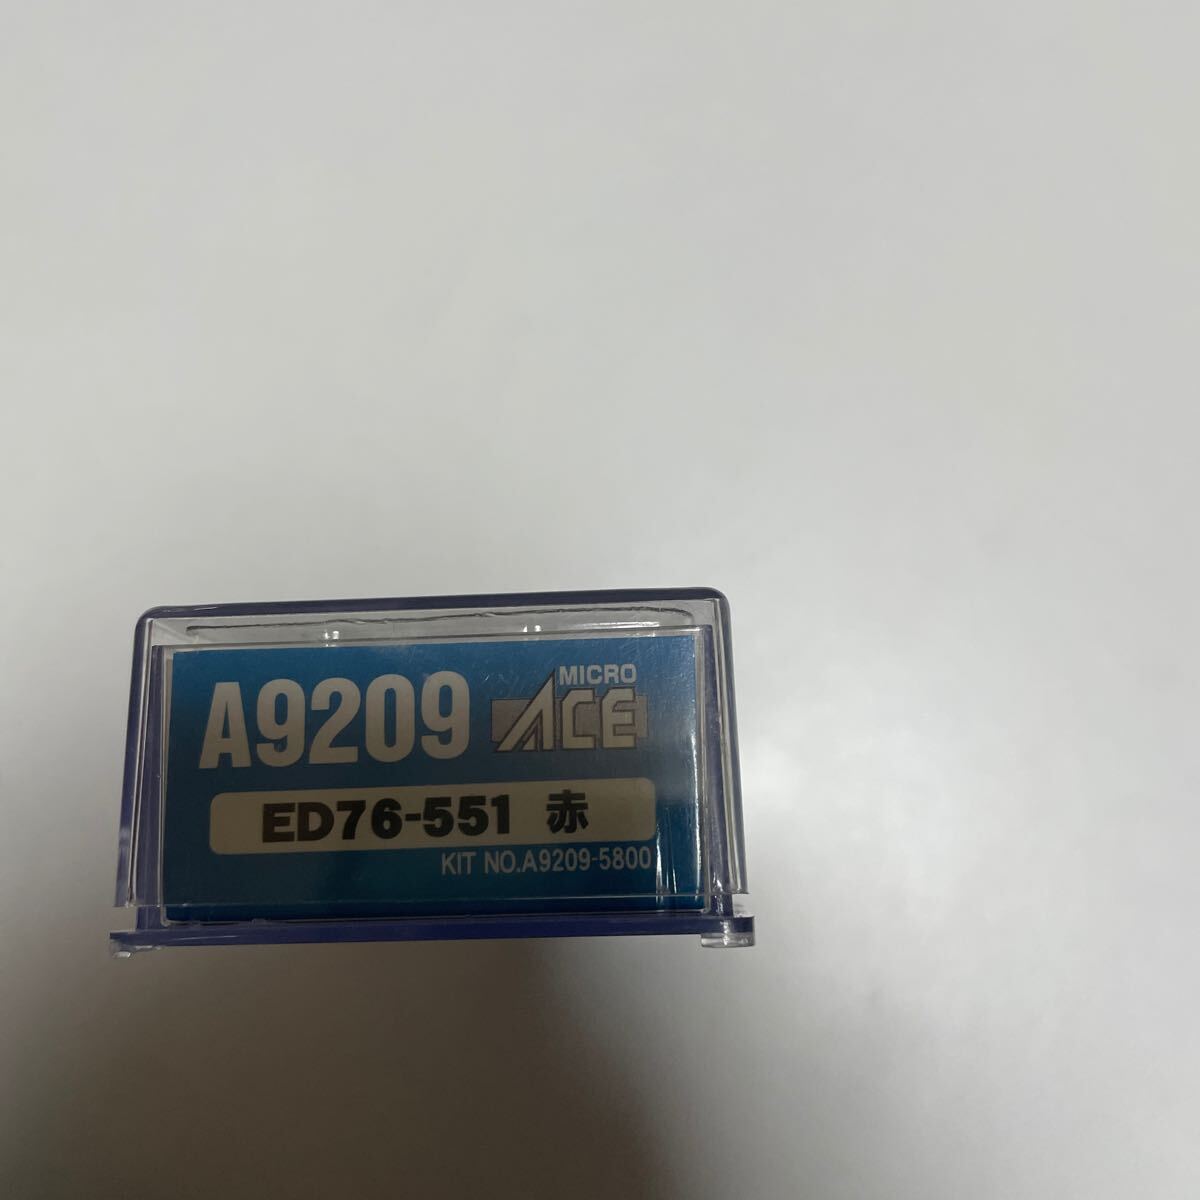 A9209 MICRO ACE
ED76-551 赤
KIT NO.A9209-5800